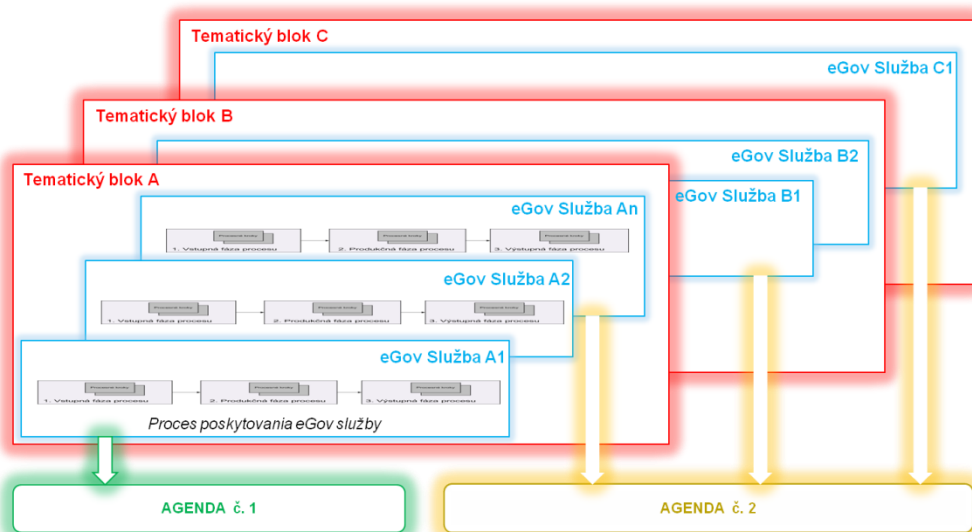 Tematický blok C
eGov Služba C1
Tematický blok B
eGov Služba B2
Tematický blok A
eGov Služba B1
eGov Služba An
1. Vstupná fáza procesu
2. Produkčná fáza procesu
3. Výstupná fáza procesu
eGov Služba A2
1. Vstupná fáza procesu
2. Produkčná fáza procesu
3. Výstupná fáza procesu
eGov Služba A1
1. Vstupná fáza procesu
2. Produkčná fáza procesu
3. Výstupná fáza procesu
Proces poskytovania eGov služby
AGENDA č. 1
AGENDA č. 2